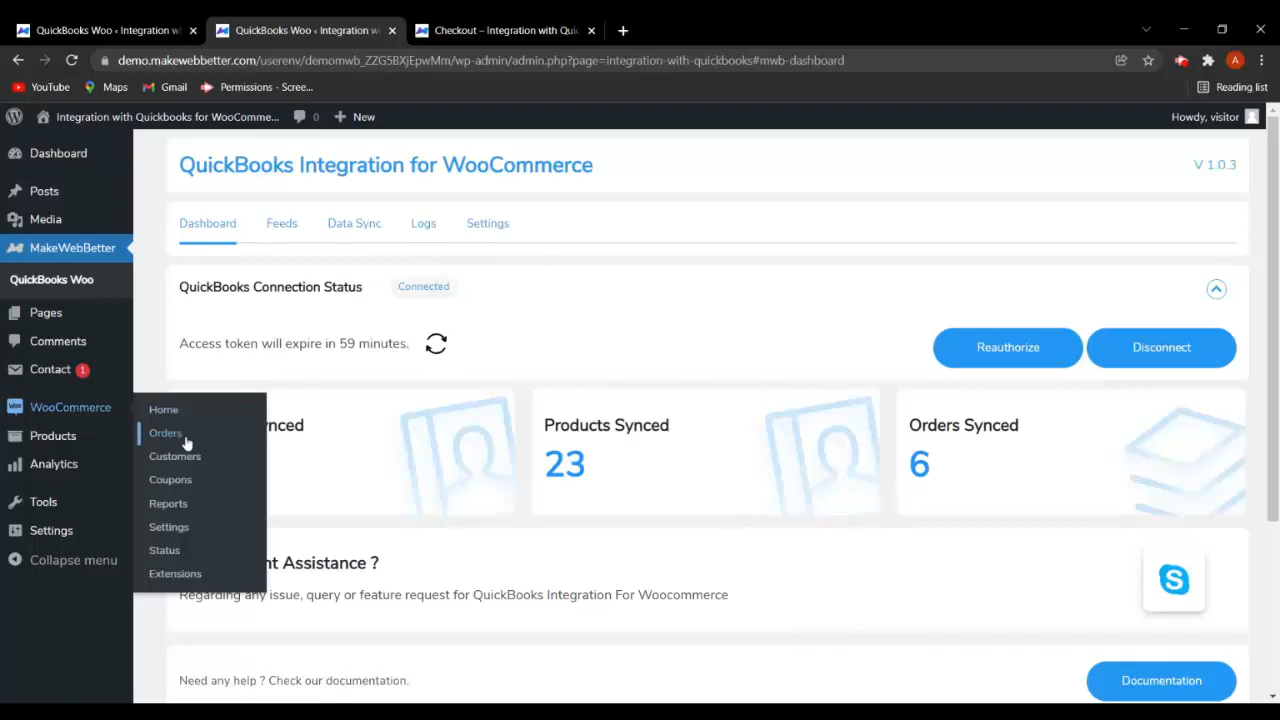 QuickBooks Woo ‹ Integration wi
QuickBooks Woo ‹ Integration wi
Checkout – Integration with Quic
demo.makewebbetter.com/userenv/demomwb_ZZG5BXjEpwMm/wp-admin/admin.php?page=integration-with-quickbooks#mwb-dashboard
A
YouTube
Maps
Gmail
Permissions - Scree...
Reading list
Integration with Quickbooks for WooComme...
0
New
Howdy, visitor
Dashboard
Posts
Media
MakeWebBetter
QuickBooks Woo
Pages
Comments
Contact 1
WooCommerce
Products
Analytics
Tools
Settings
Collapse menu
Home
Orders
Customers
Coupons
Reports
Settings
Status
Extensions
QuickBooks Integration for WooCommerce
V 1.0.3
Dashboard
Feeds
Data Sync
Logs
Settings
QuickBooks Connection Status
Connected
Access token will expire in 59 minutes.
Reauthorize
Disconnect
nced
Products Synced
23
Orders Synced
6
nt Assistance ?
Regarding any issue, query or feature request for QuickBooks Integration For Woocommerce
Need any help ? Check our documentation.
Documentation